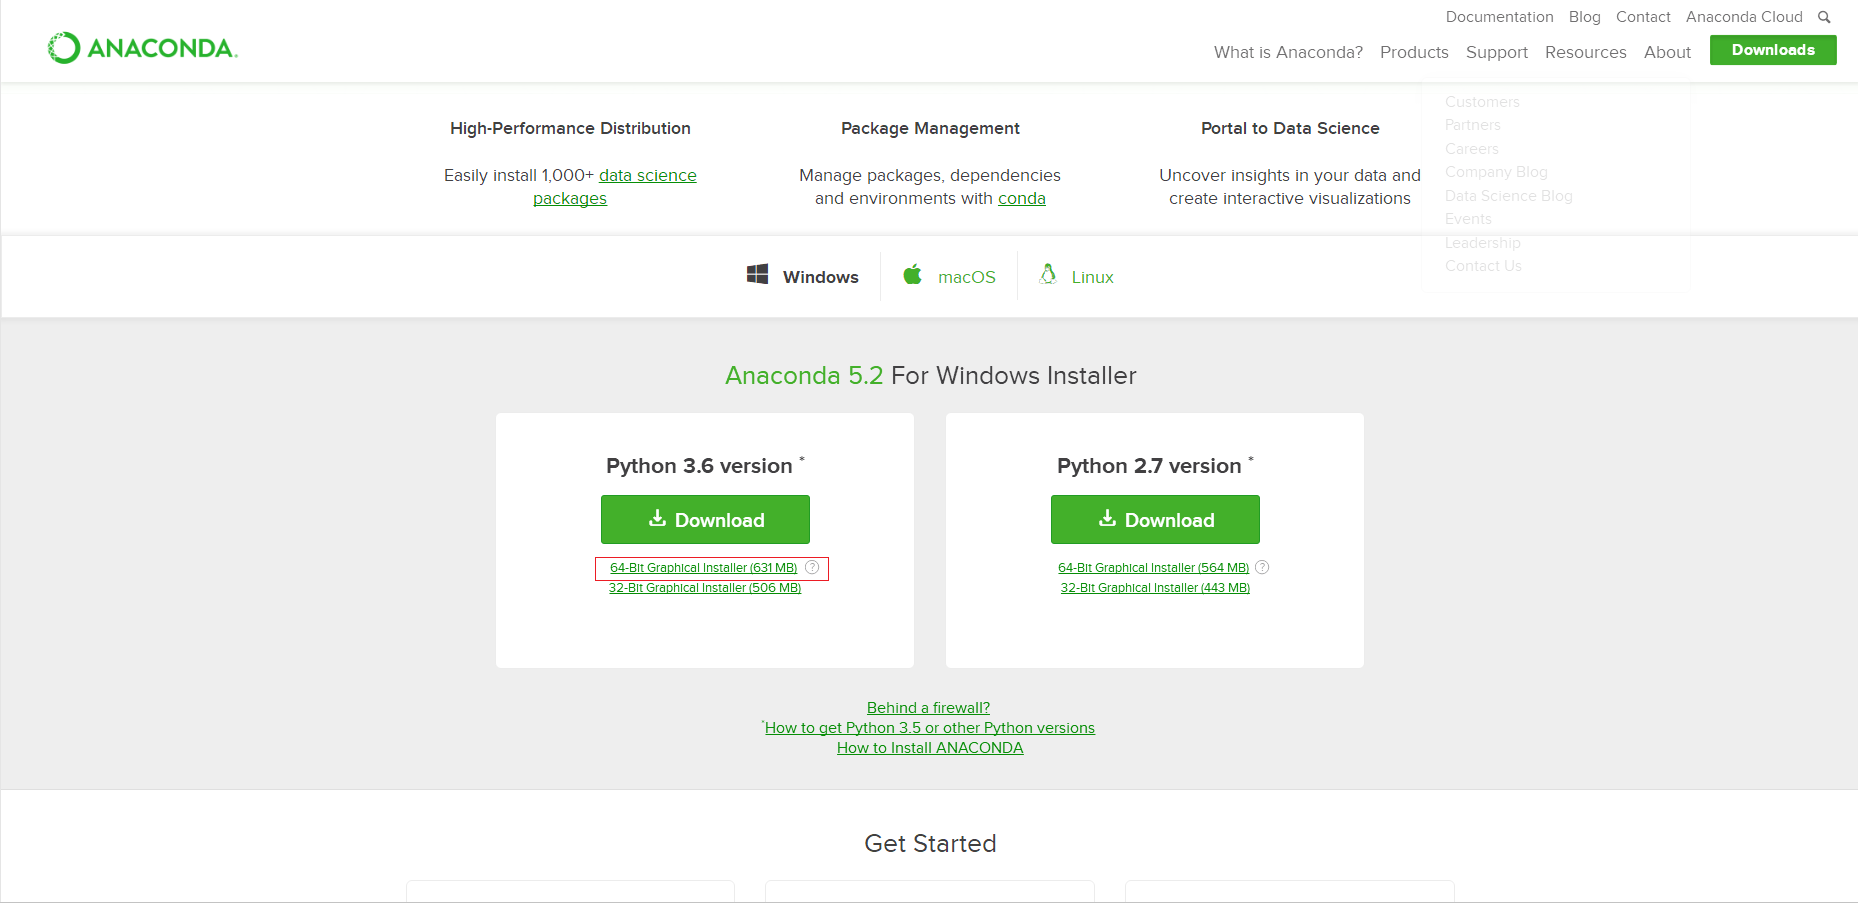 Documentation Blog Contact Anaconda Cloud
ANACONDA.
What is Anaconda? Products Support Resources About Downloads
Customers
Partners
Careers
Company Blog
Data Science Blog
Events
Leadership
Contact Us
High-Performance Distribution
Easily install 1,000+ data science
packages
Package Management
Manage packages, dependencies
and environments with conda
Portal to Data Science
Uncover insights in your data and
create interactive visualizations
Windows macOS Linux
Anaconda 5.2 For Windows Installer
Python 3.6 version *
Download
64-Bit Graphical Installer (631 MB) ?
32-Bit Graphical Installer (506 MB)
Python 2.7 version *
Download
64-Bit Graphical Installer (564 MB) ?
32-Bit Graphical Installer (443 MB)
Behind a firewall?
*How to get Python 3.5 or other Python versions
How to Install ANACONDA
Get Started